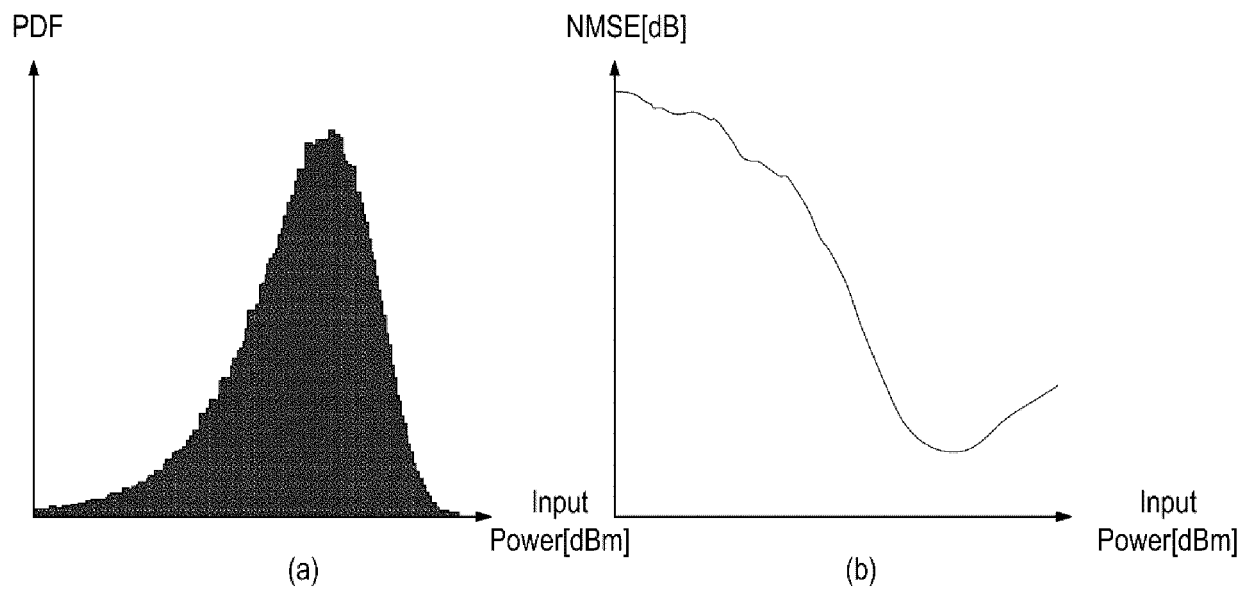 PDF
NMSE[dB]
Input
Power[dBm]
Input
Power[dBm]
(a)
(b)